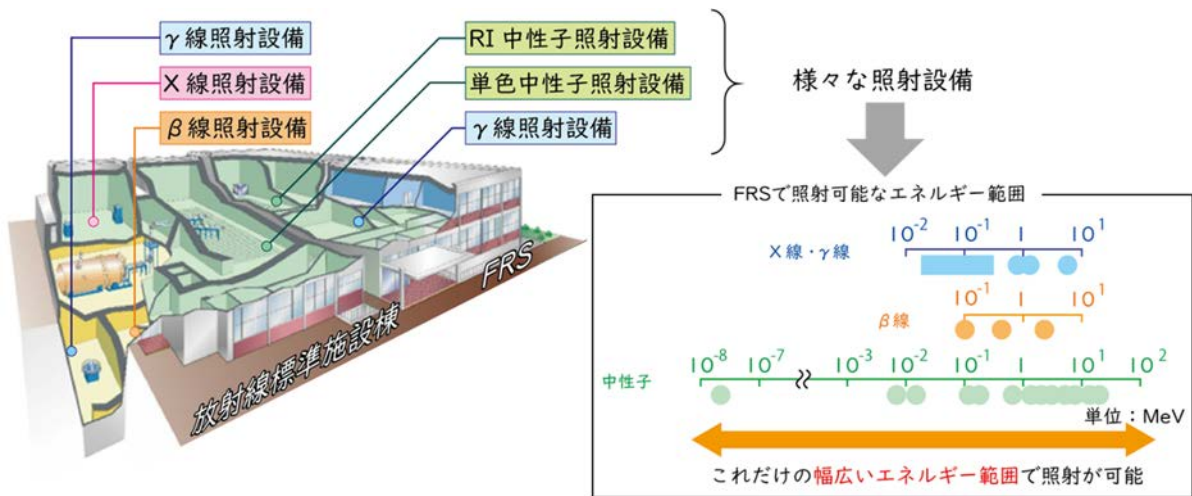 γ線照射設備
X線照射設備
β線照射設備
RI中性子照射設備
単色中性子照射設備
γ線照射設備
様々な照射設備
放射線標準施設棟
FRS
FRSで照射可能なエネルギー範囲
10⁻² 10⁻¹ 1 10¹
X線・γ線
10⁻¹ 1 10¹
β線
10⁻⁸ 10⁻⁷ 10⁻³ 10⁻² 10⁻¹ 1 10¹ 10²
中性子
単位：MeV
これだけの幅広いエネルギー範囲で照射が可能